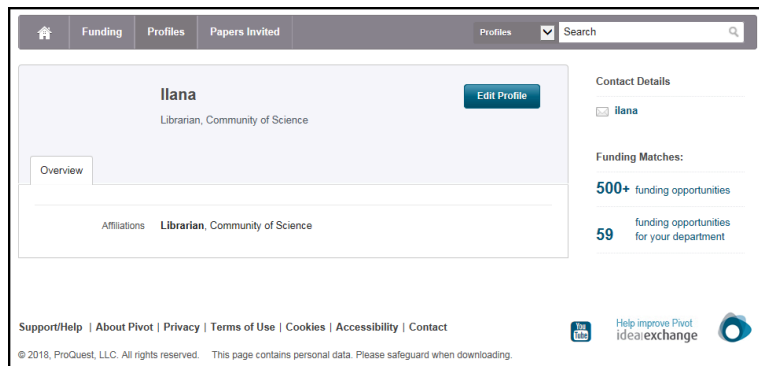 Funding
Profiles
Papers Invited
Profiles
Search
Ilana
Librarian, Community of Science
Edit Profile
Overview
Affiliations Librarian, Community of Science
Contact Details
ilana
Funding Matches:
500+ funding opportunities
59 funding opportunities
for your department
Support/Help | About Pivot | Privacy | Terms of Use | Cookies | Accessibility | Contact
© 2018, ProQuest, LLC. All rights reserved. This page contains personal data. Please safeguard when downloading.
You
Tube
Help improve Pivot
idea|exchange